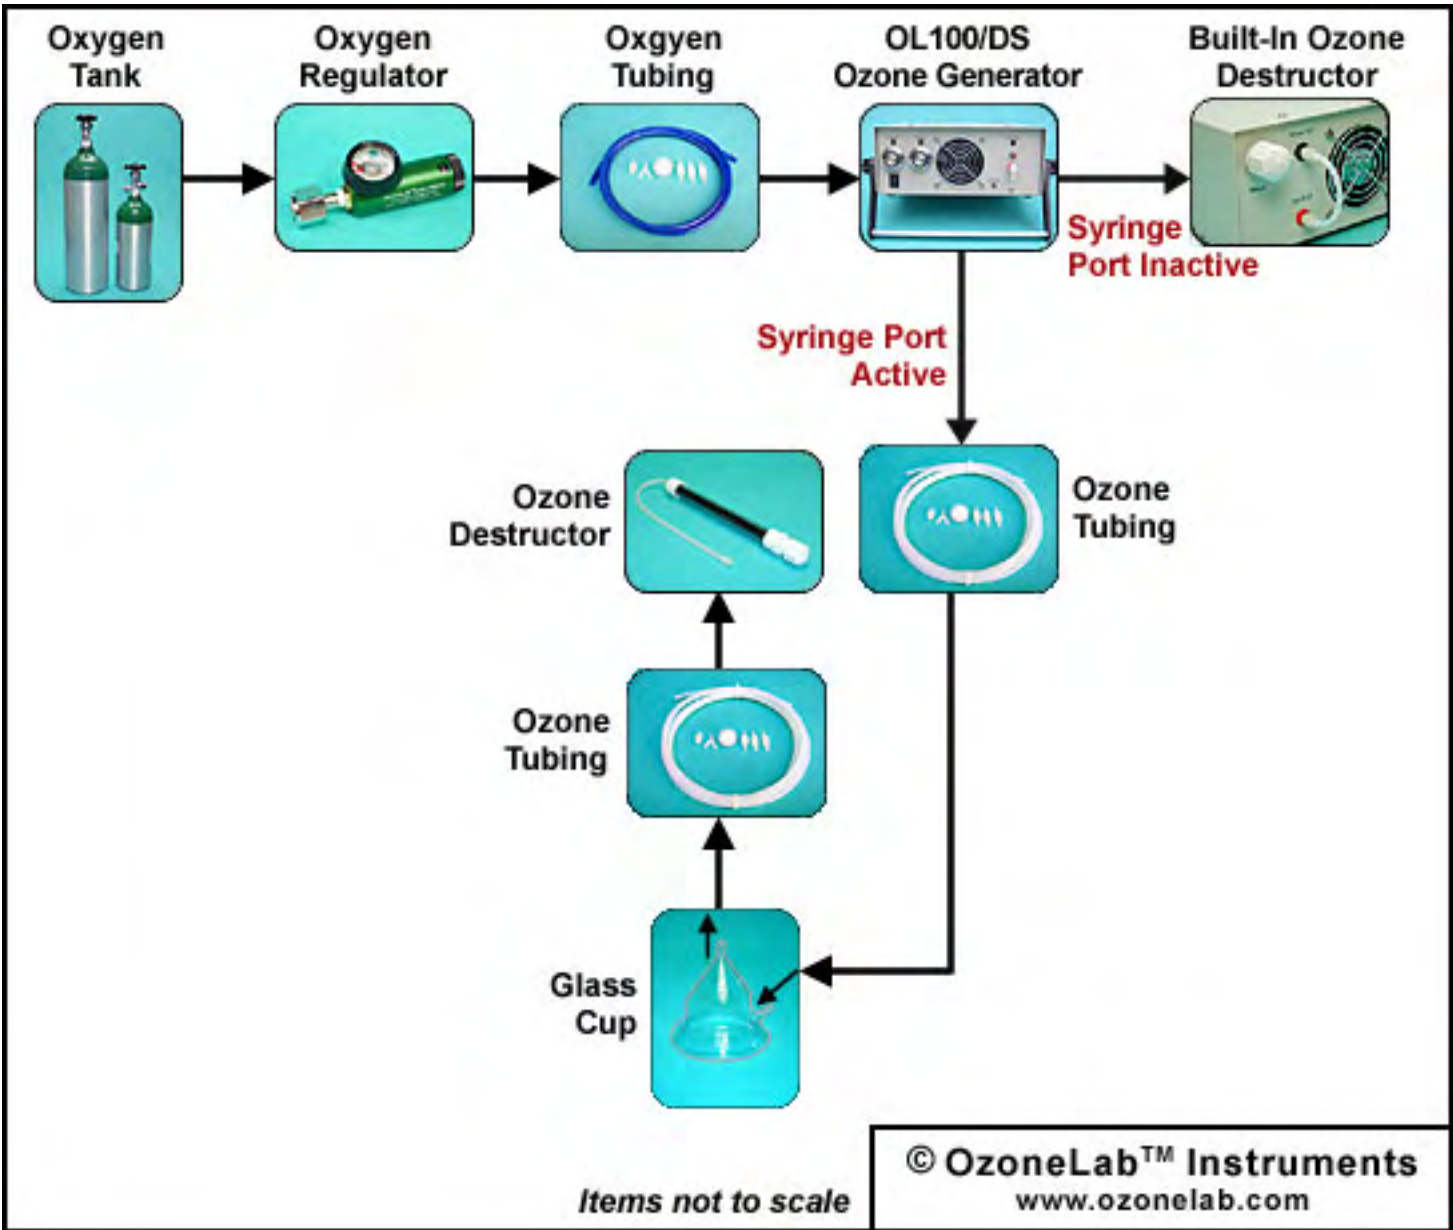 Oxygen
Tank
Oxygen
Regulator
Oxgyen
Tubing
OL100/DS
Ozone Generator
Built-In Ozone
Destructor
Syringe
Port Inactive
Syringe Port
Active
Ozone
Destructor
Ozone
Tubing
Ozone
Tubing
Glass
Cup
Items not to scale
© OzoneLab™ Instruments
www.ozonelab.com